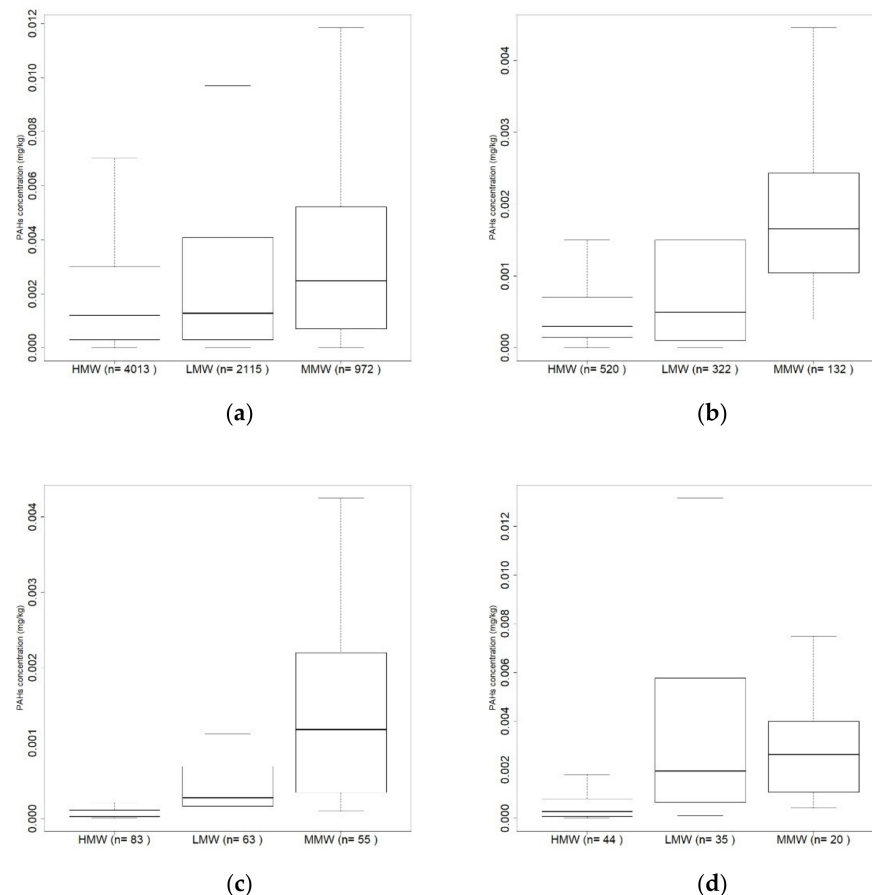 PAHs concentration (mg/kg)
0.012
0.010
0.008
0.006
0.004
0.002
0.000
HMW (n= 4013 ) LMW (n= 2115 ) MMW (n= 972 )
(a)
PAHs concentration (mg/kg)
0.004
0.003
0.002
0.001
0.000
HMW (n= 520 ) LMW (n= 322 ) MMW (n= 132 )
(b)
PAHs concentration (mg/kg)
0.004
0.003
0.002
0.001
0.000
HMW (n= 83 ) LMW (n= 63 ) MMW (n= 55 )
(c)
PAHs concentration (mg/kg)
0.012
0.010
0.008
0.006
0.004
0.002
0.000
HMW (n= 44 ) LMW (n= 35 ) MMW (n= 20 )
(d)